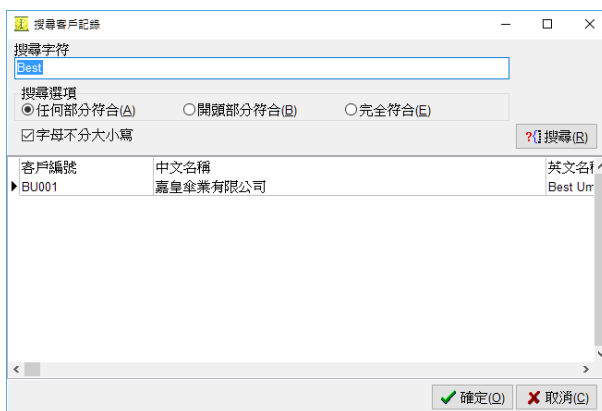 搜尋客戶記錄
搜尋字符
Best
搜尋選項
任何部分符合(A) 開頭部分符合(B) 完全符合(E)
字母不分大小寫
?{] 搜尋(R)
客戶編號 中文名稱 英文名
BU001 嘉皇傘業有限公司 Best Um
確定(O) 取消(C)